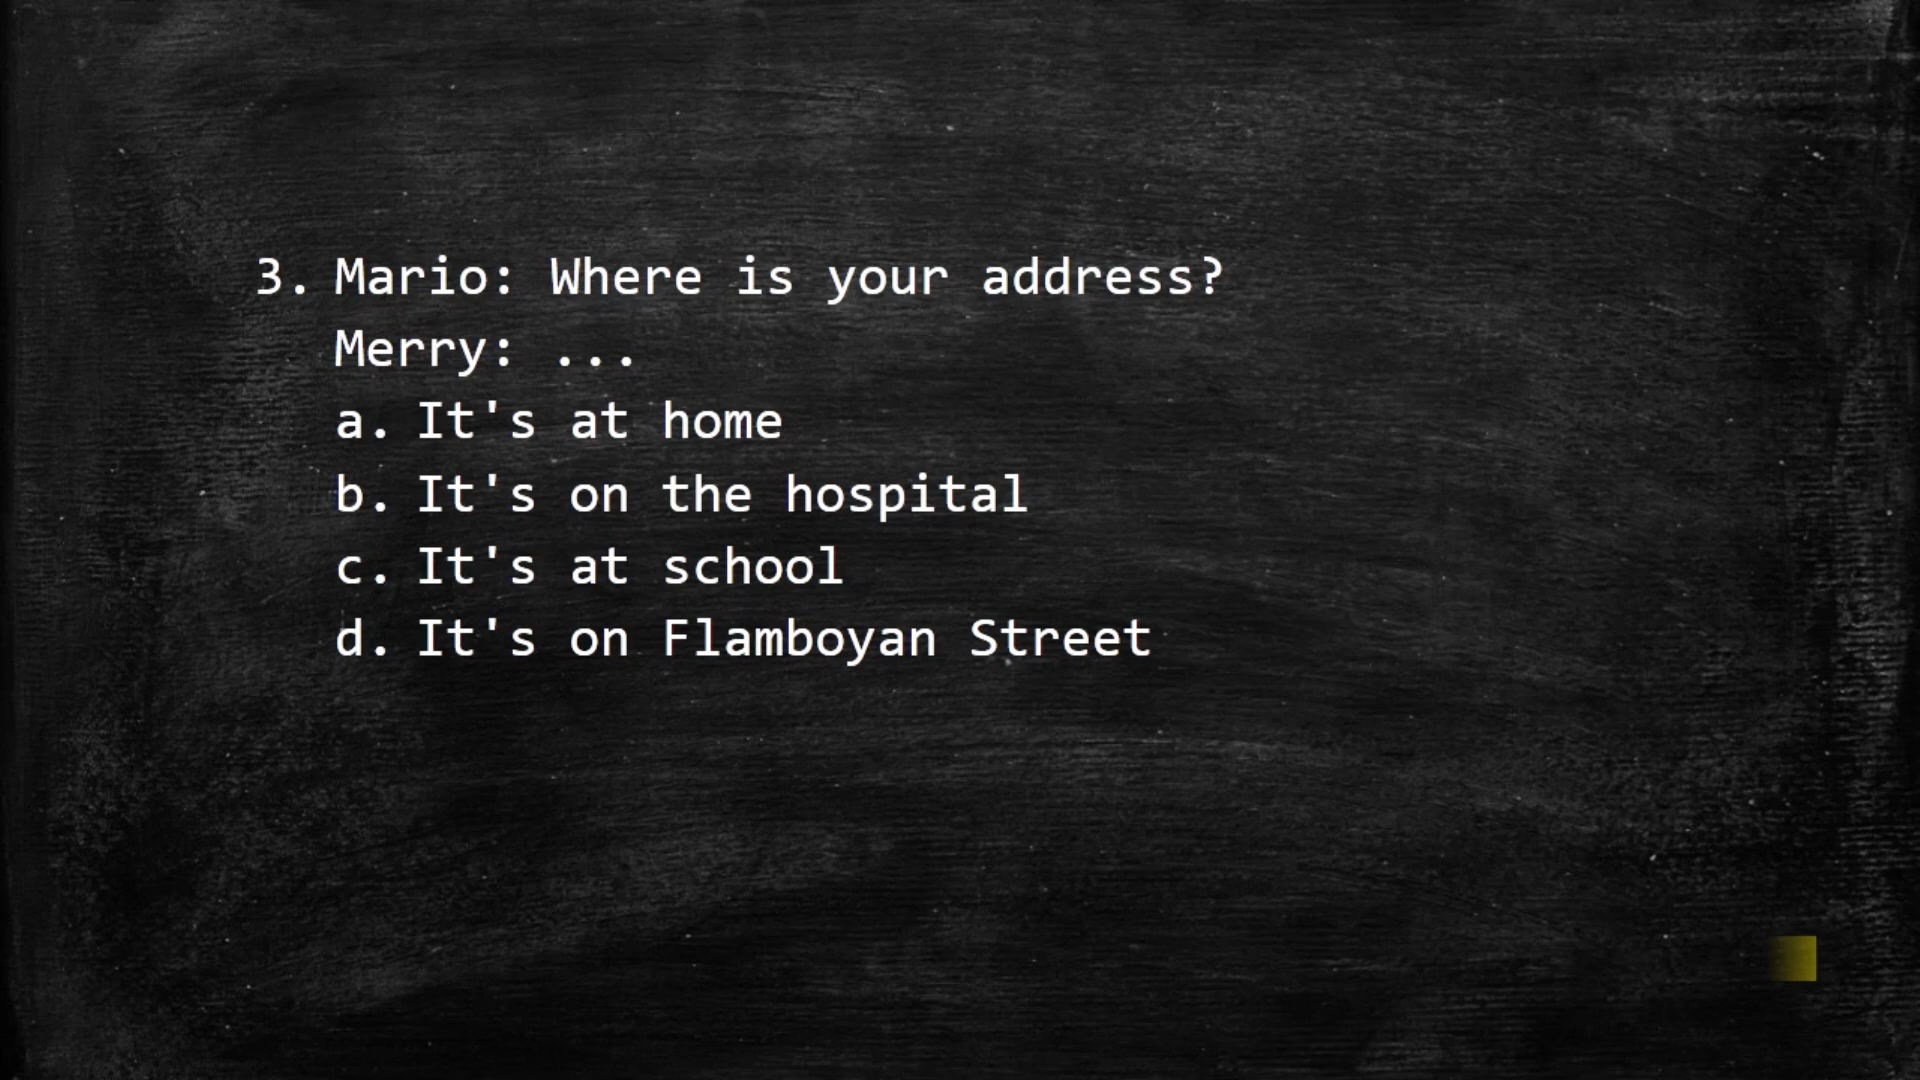 3. Mario: Where is your address?
Merry: ...
a. It's at home
b. It's on the hospital
c. It's at school
d. It's on Flamboyan Street